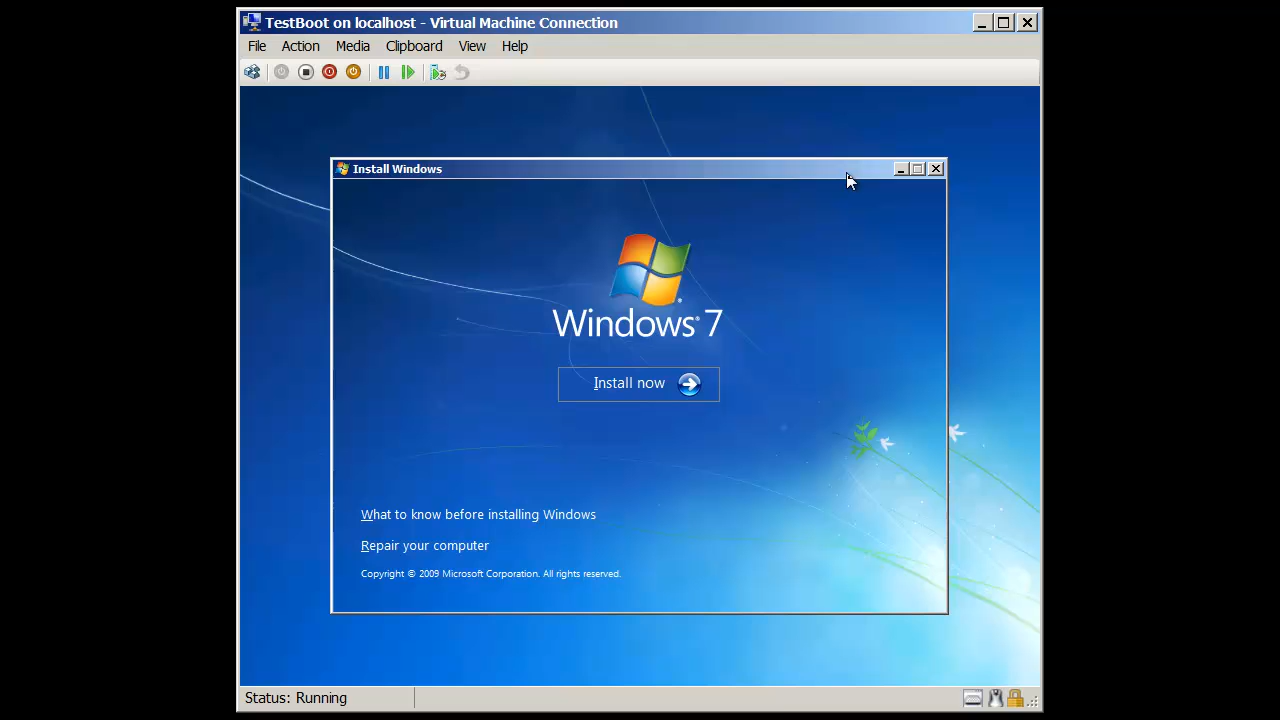 TestBoot on localhost - Virtual Machine Connection
File Action Media Clipboard View Help
Install Windows
Windows® 7
Install now
What to know before installing Windows
Repair your computer
Copyright © 2009 Microsoft Corporation. All rights reserved.
Status: Running